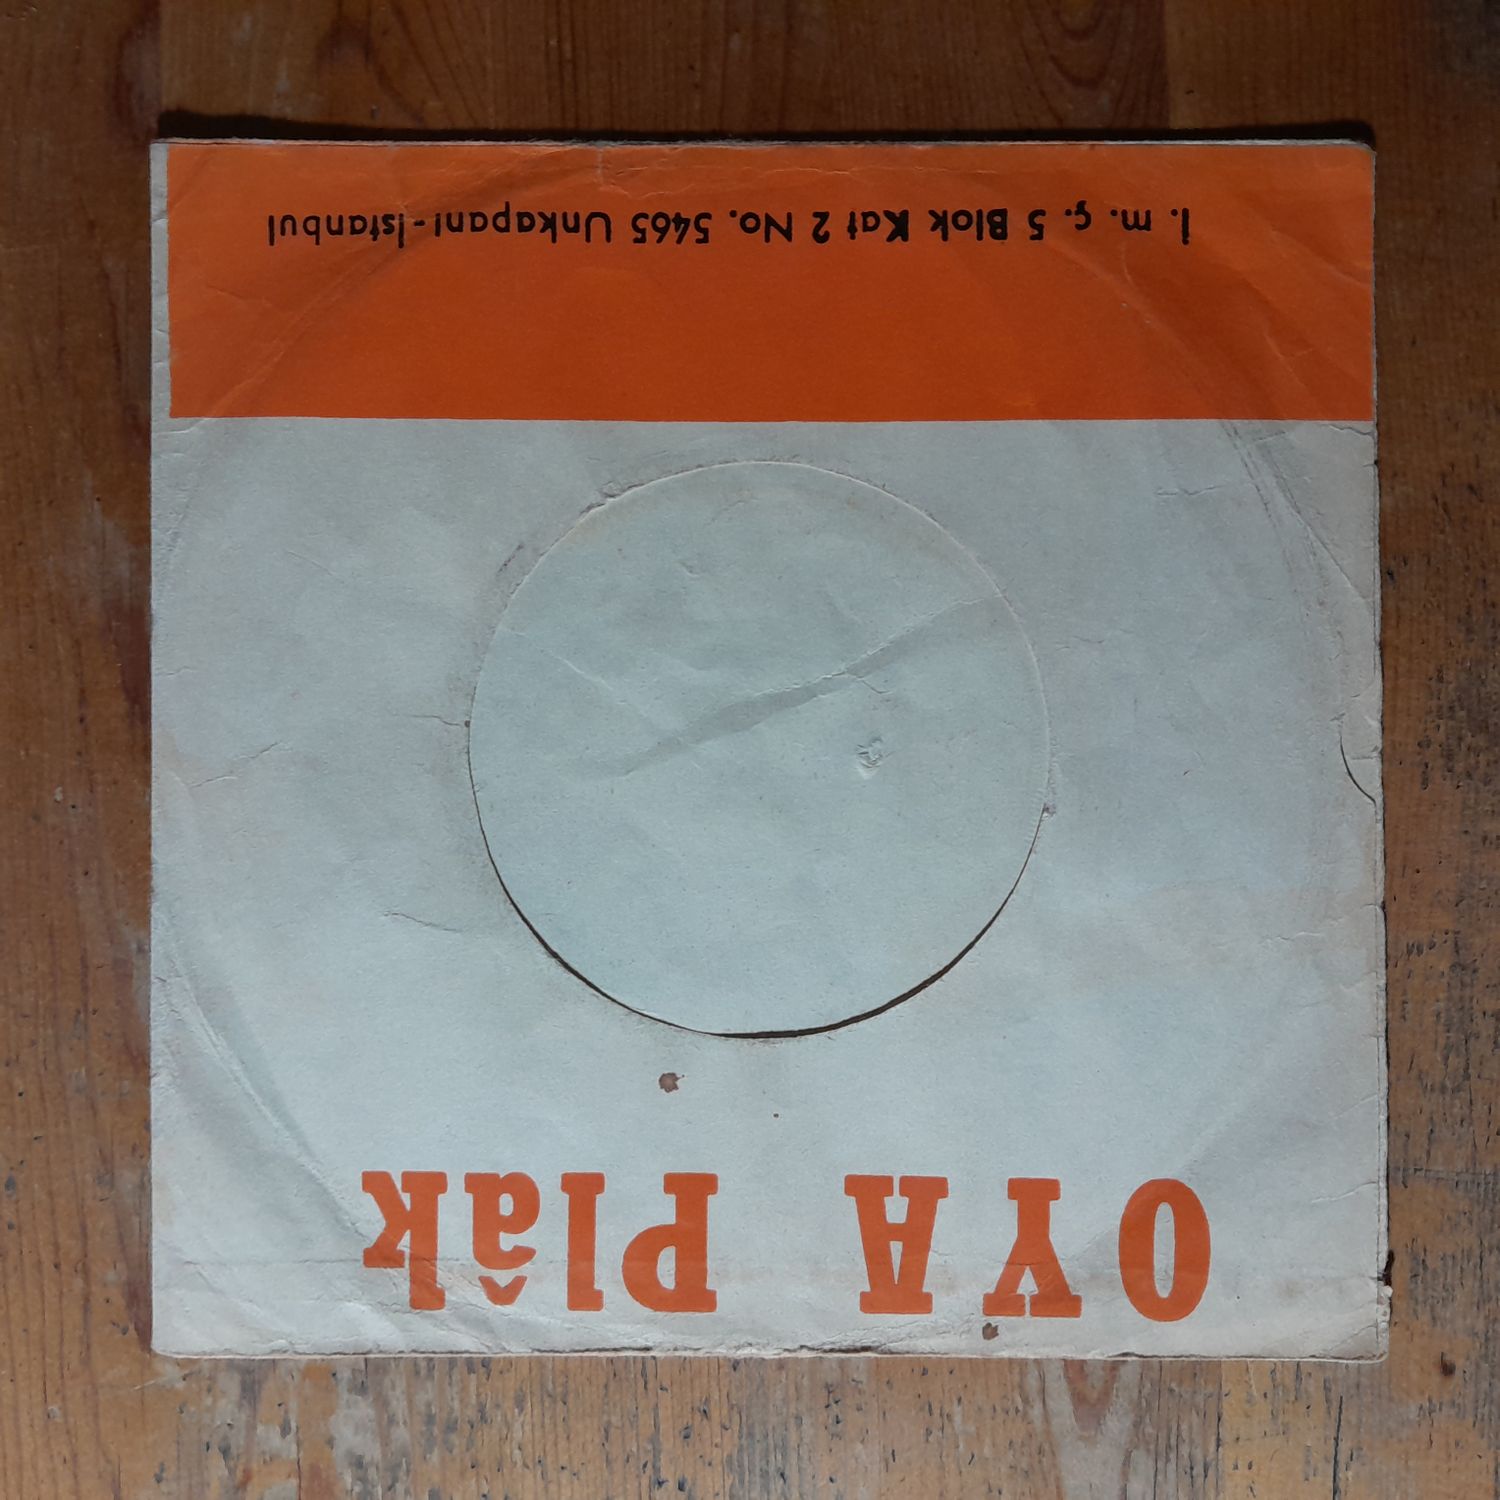 OYA Plâk
İ. m. ç. 5 Blok Kat 2 No. 5465 Unkapanı-İstanbul